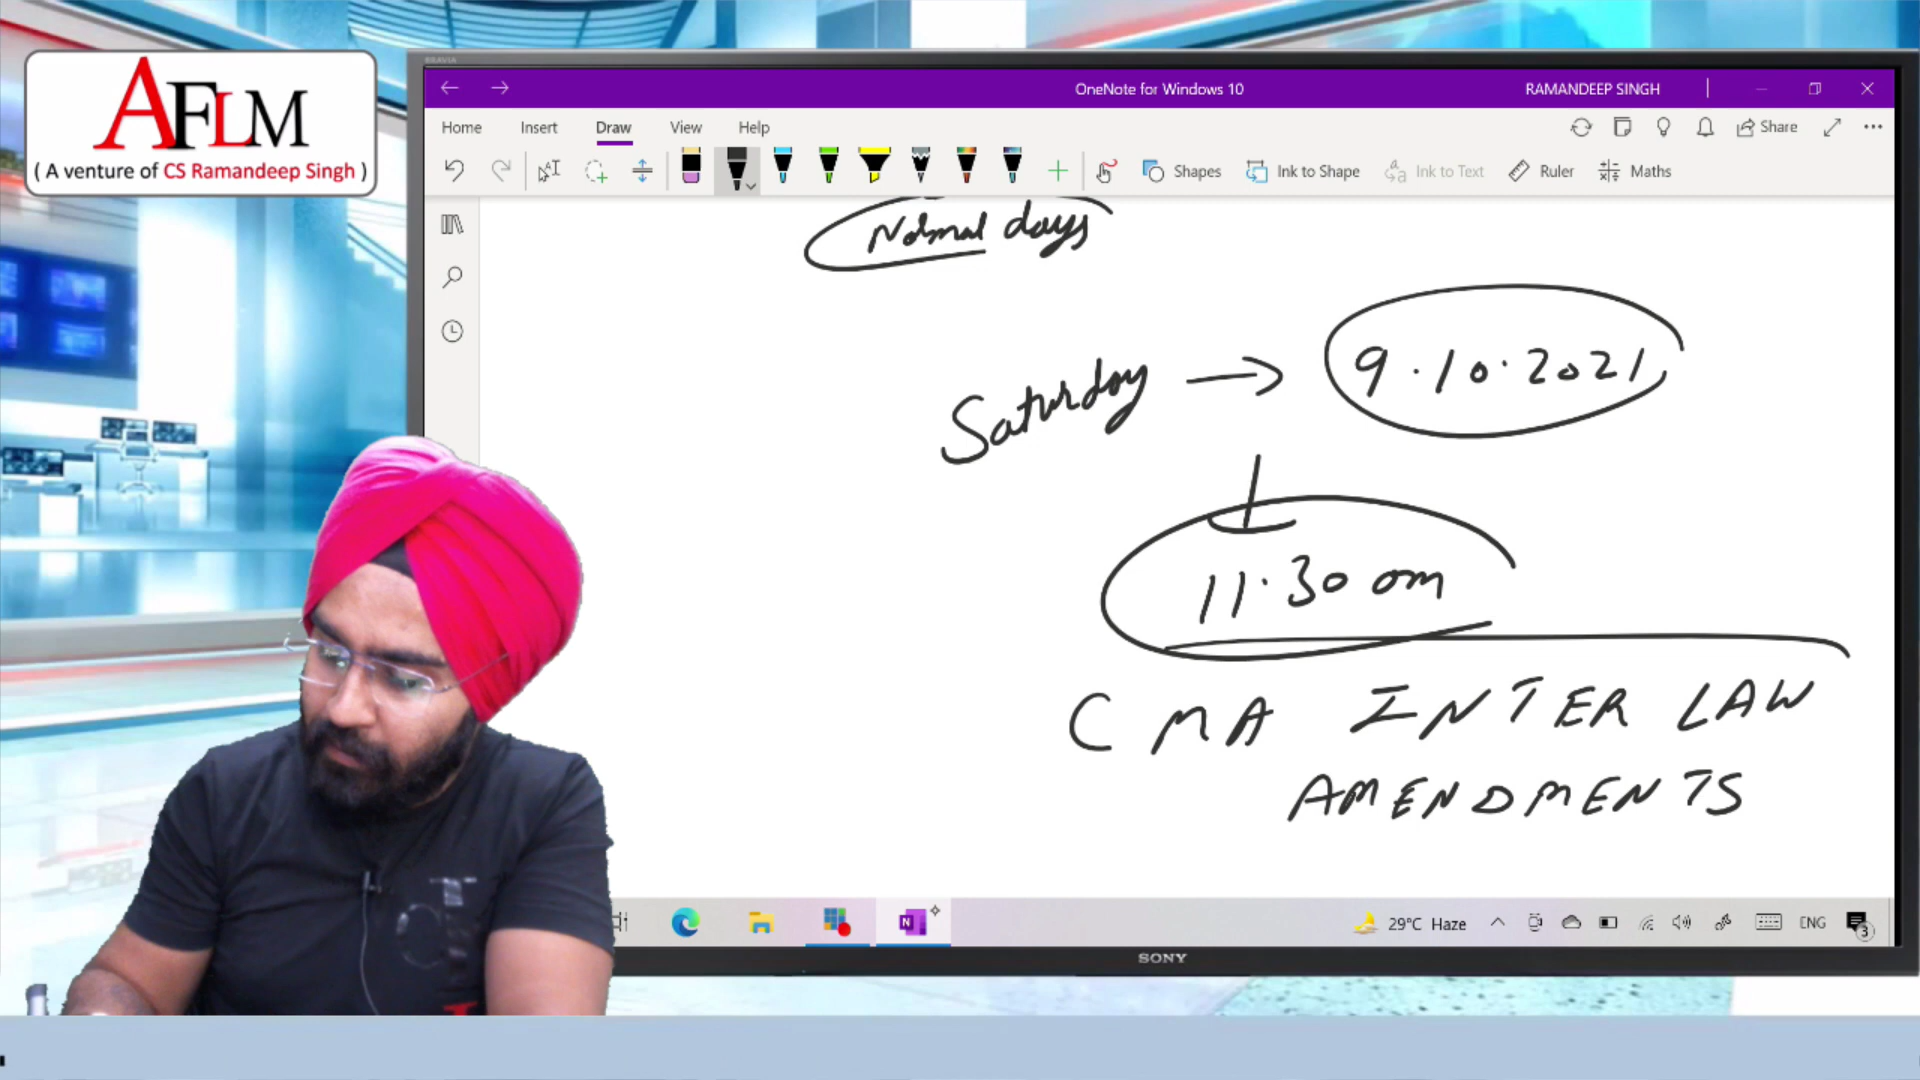 BRAVIA
AFLM
( A venture of CS Ramandeep Singh )
OneNote for Windows 10
RAMANDEEP SINGH
Home Insert Draw View Help
Share
Shapes Ink to Shape Ink to Text Ruler Maths
Normal days
Saturday → 9.10.2021
11.30 am
CMA INTER LAW
AMENDMENTS
29°C Haze
ENG
3
SONY